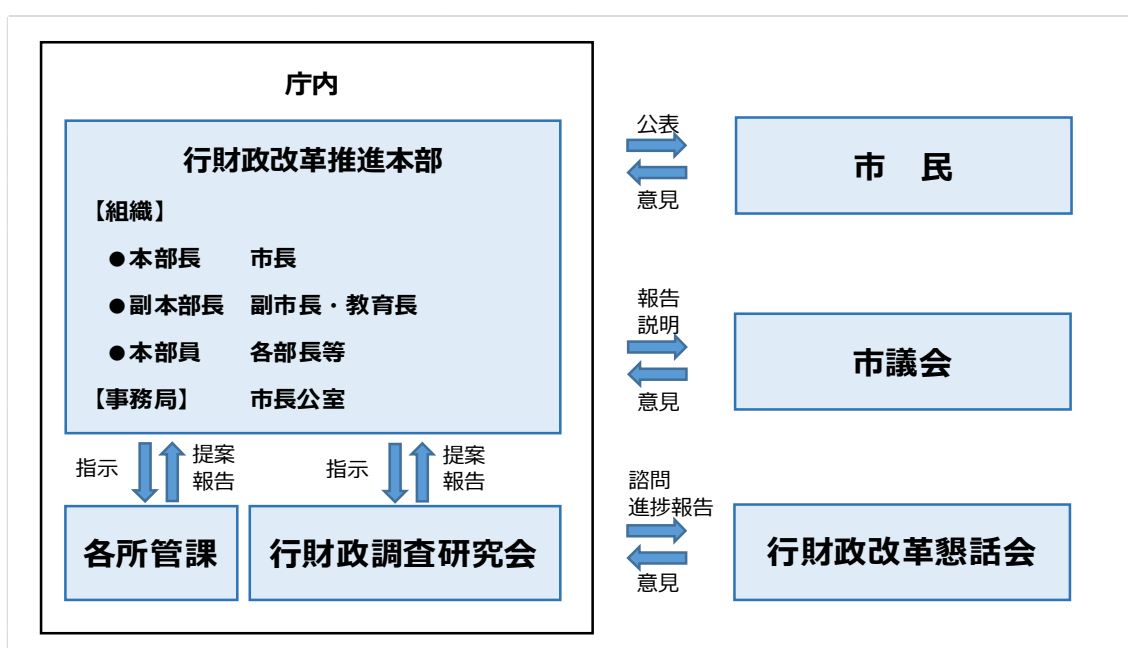 庁内
行財政改革推進本部
【組織】
●本部長　市長
●副本部長　副市長・教育長
●本部員　各部長等
【事務局】　市長公室
指示
提案
報告
指示
提案
報告
各所管課
行財政調査研究会
公表
意見
市　民
報告
説明
意見
市議会
諮問
進捗報告
意見
行財政改革懇話会